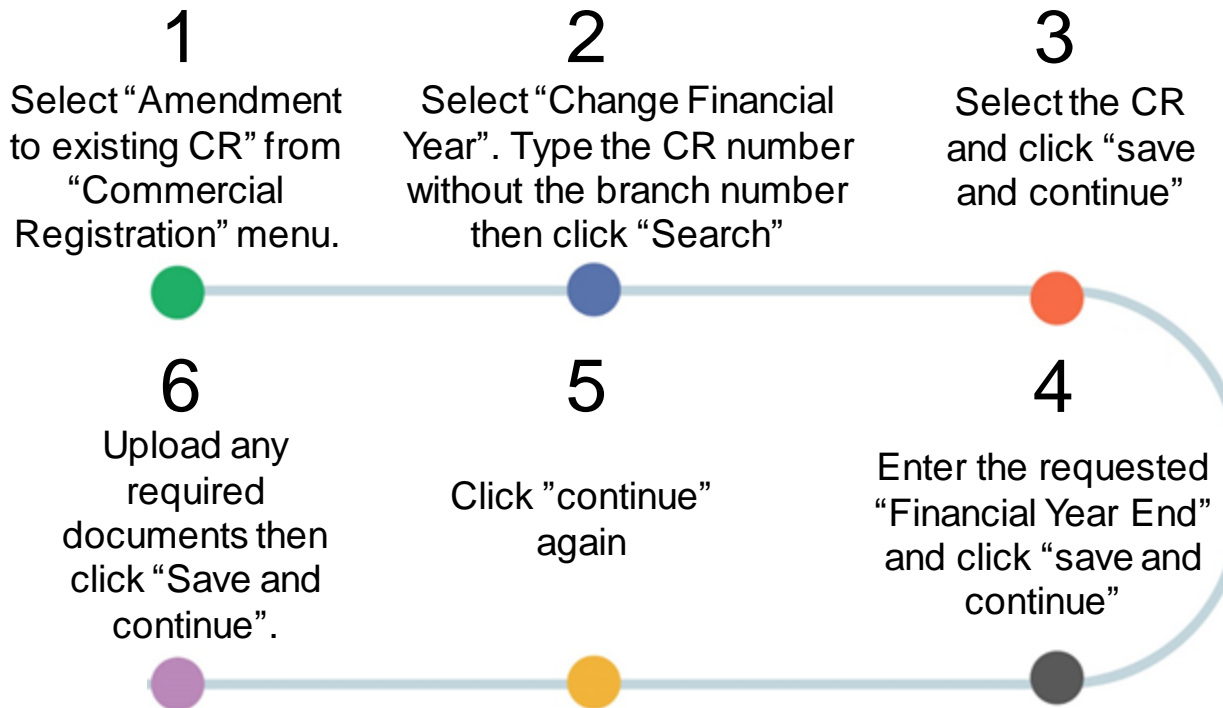 1
Select “Amendment
to existing CR” from
“Commercial
Registration” menu.
2
Select “Change Financial
Year”. Type the CR number
without the branch number
then click “Search”
3
Select the CR
and click “save
and continue”
4
Enter the requested
“Financial Year End”
and click “save and
continue”
5
Click ”continue”
again
6
Upload any
required
documents then
click “Save and
continue”.